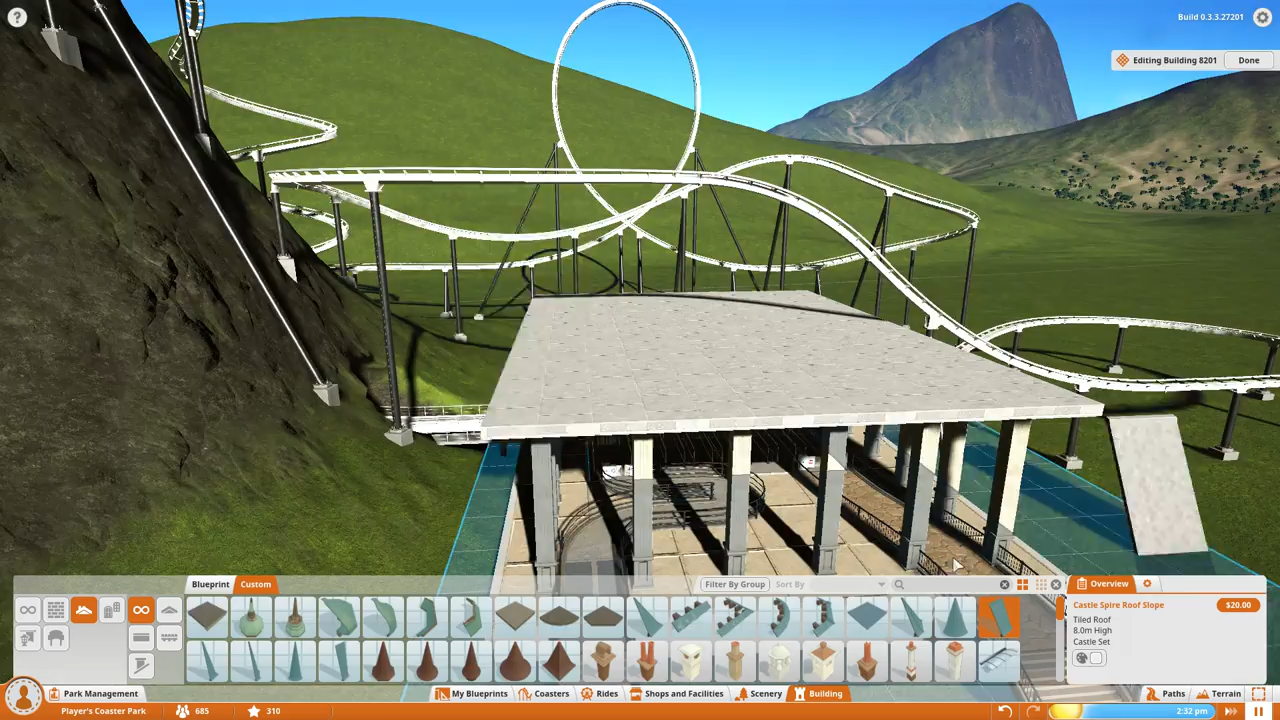 ?
Build 0.3.3.27201
Editing Building 8201
Done
Blueprint
Custom
Filter By Group
Sort By
Overview
Castle Spire Roof Slope
$20.00
Tiled Roof
8.0m High
Castle Set
Park Management
My Blueprints
Coasters
Rides
Shops and Facilities
Scenery
Building
Paths
Terrain
Player's Coaster Park
685
310
2:32 pm